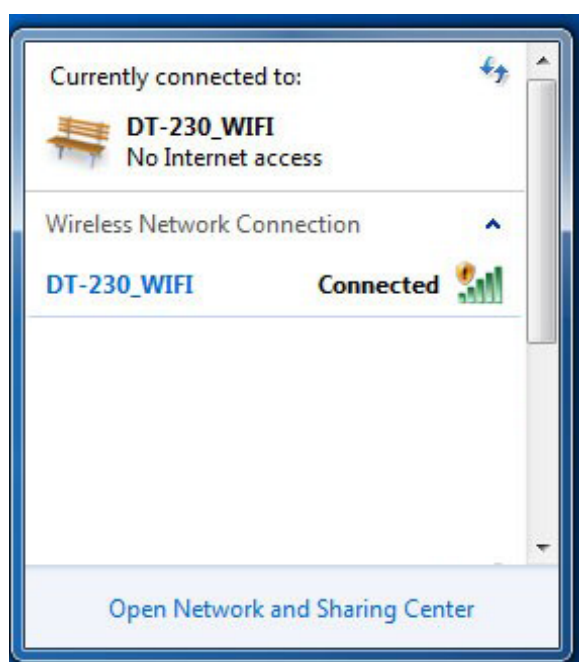 Currently connected to:
DT-230_WIFI
No Internet access
Wireless Network Connection
DT-230_WIFI Connected
Open Network and Sharing Center